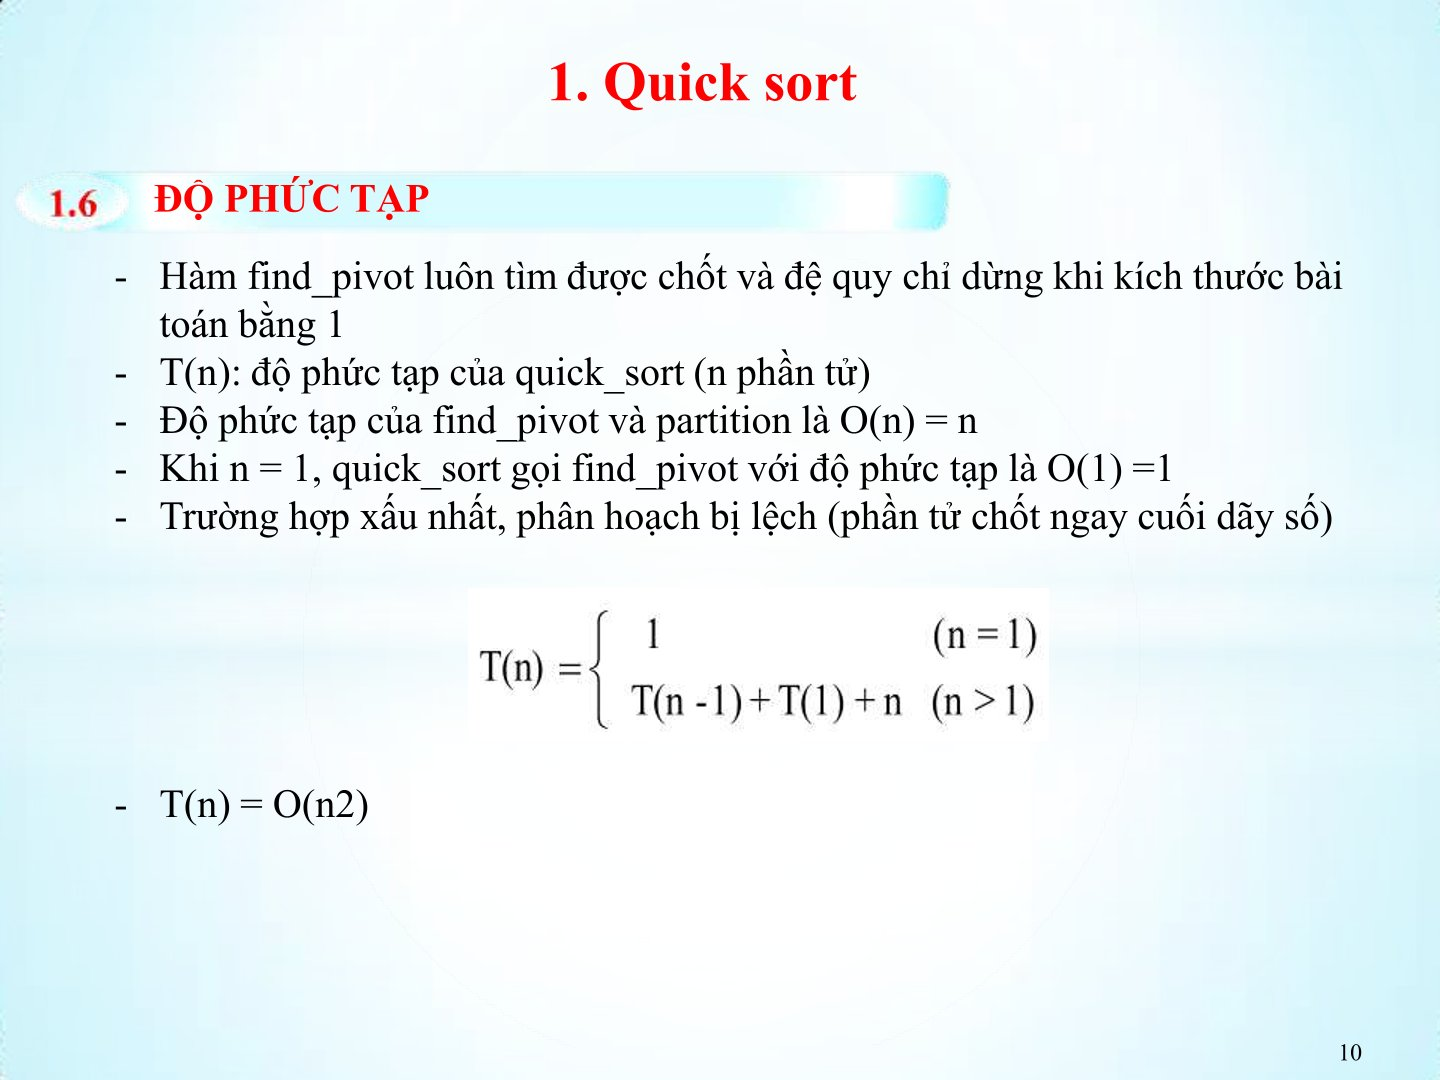 1. Quick sort
1.6 ĐỘ PHỨC TẠP
- Hàm find_pivot luôn tìm được chốt và đệ quy chỉ dừng khi kích thước bài
toán bằng 1
- T(n): độ phức tạp của quick_sort (n phần tử)
- Độ phức tạp của find_pivot và partition là O(n) = n
- Khi n = 1, quick_sort gọi find_pivot với độ phức tạp là O(1) =1
- Trường hợp xấu nhất, phân hoạch bị lệch (phần tử chốt ngay cuối dãy số)
1 (n = 1)
T(n) = {
T(n -1) + T(1) + n (n > 1)
- T(n) = O(n2)
10